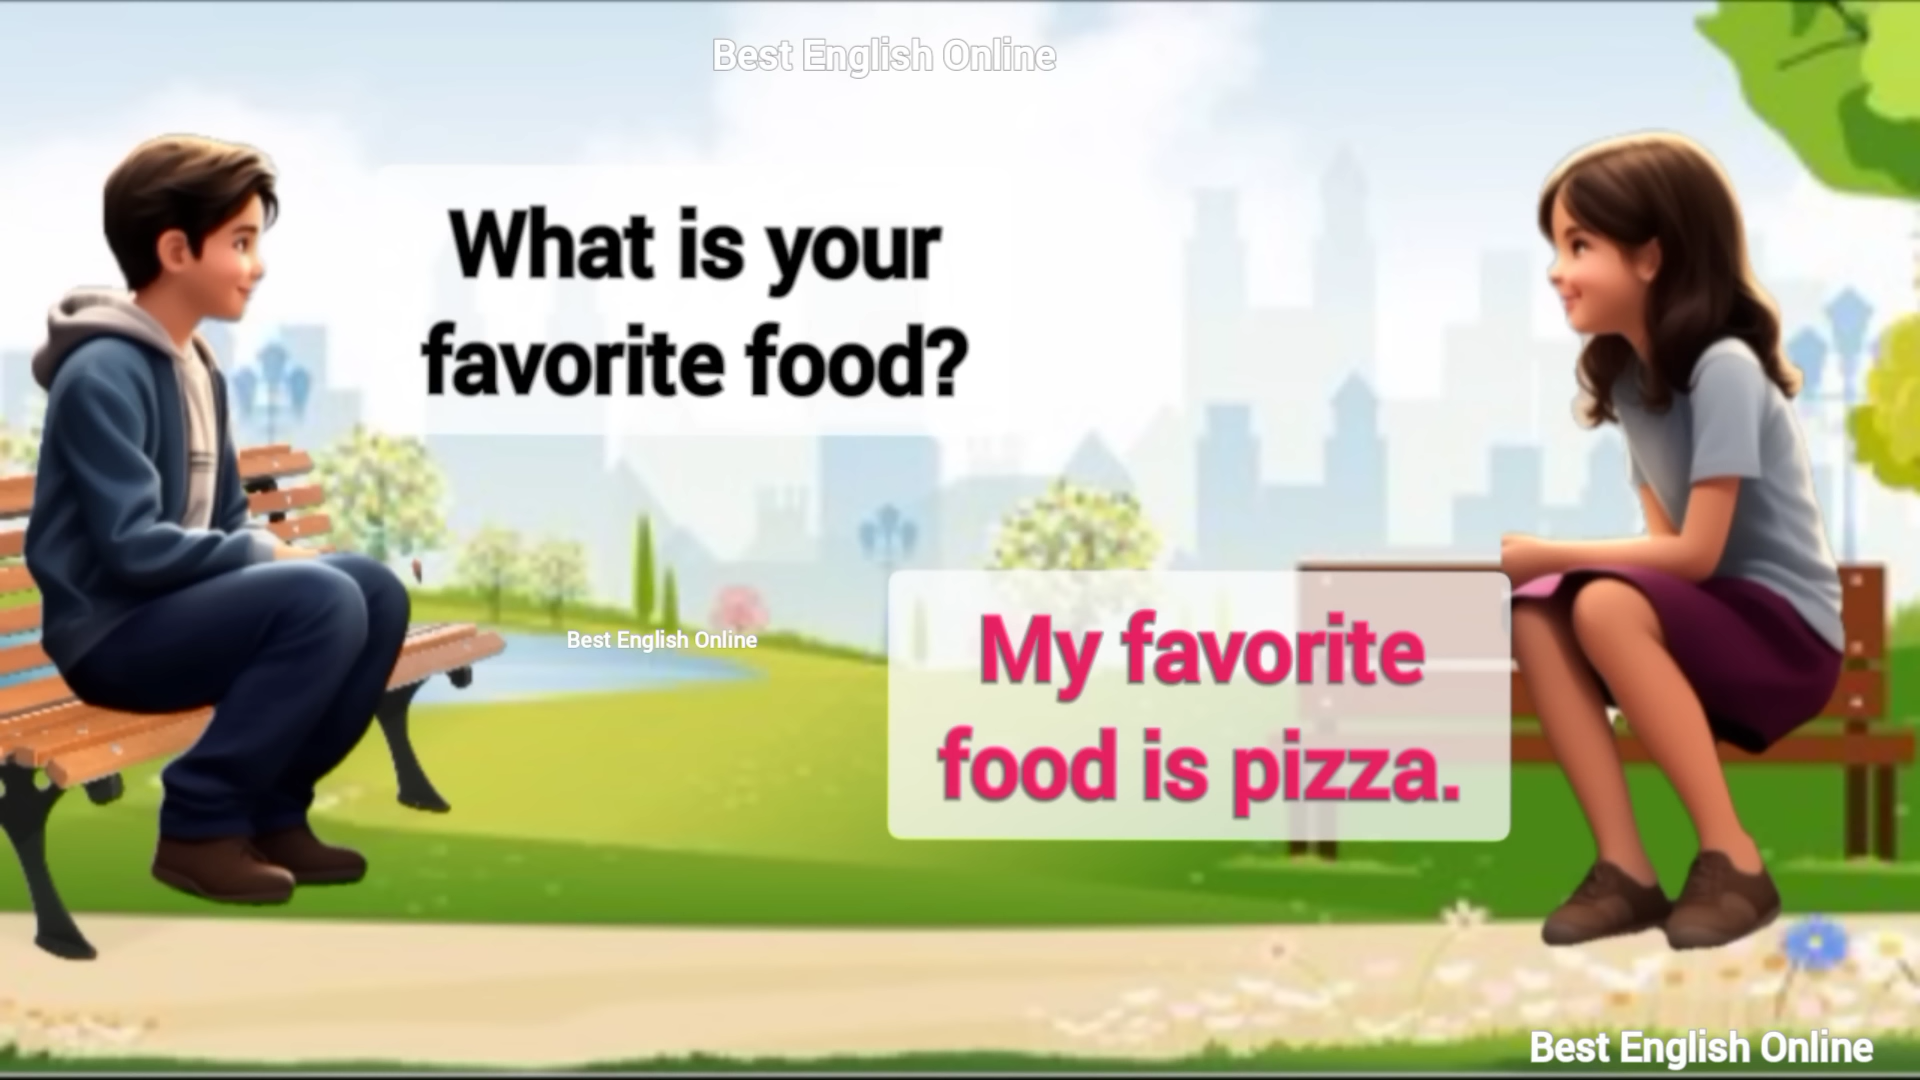 Best English Online
What is your
favorite food?
Best English Online
My favorite
food is pizza.
Best English Online